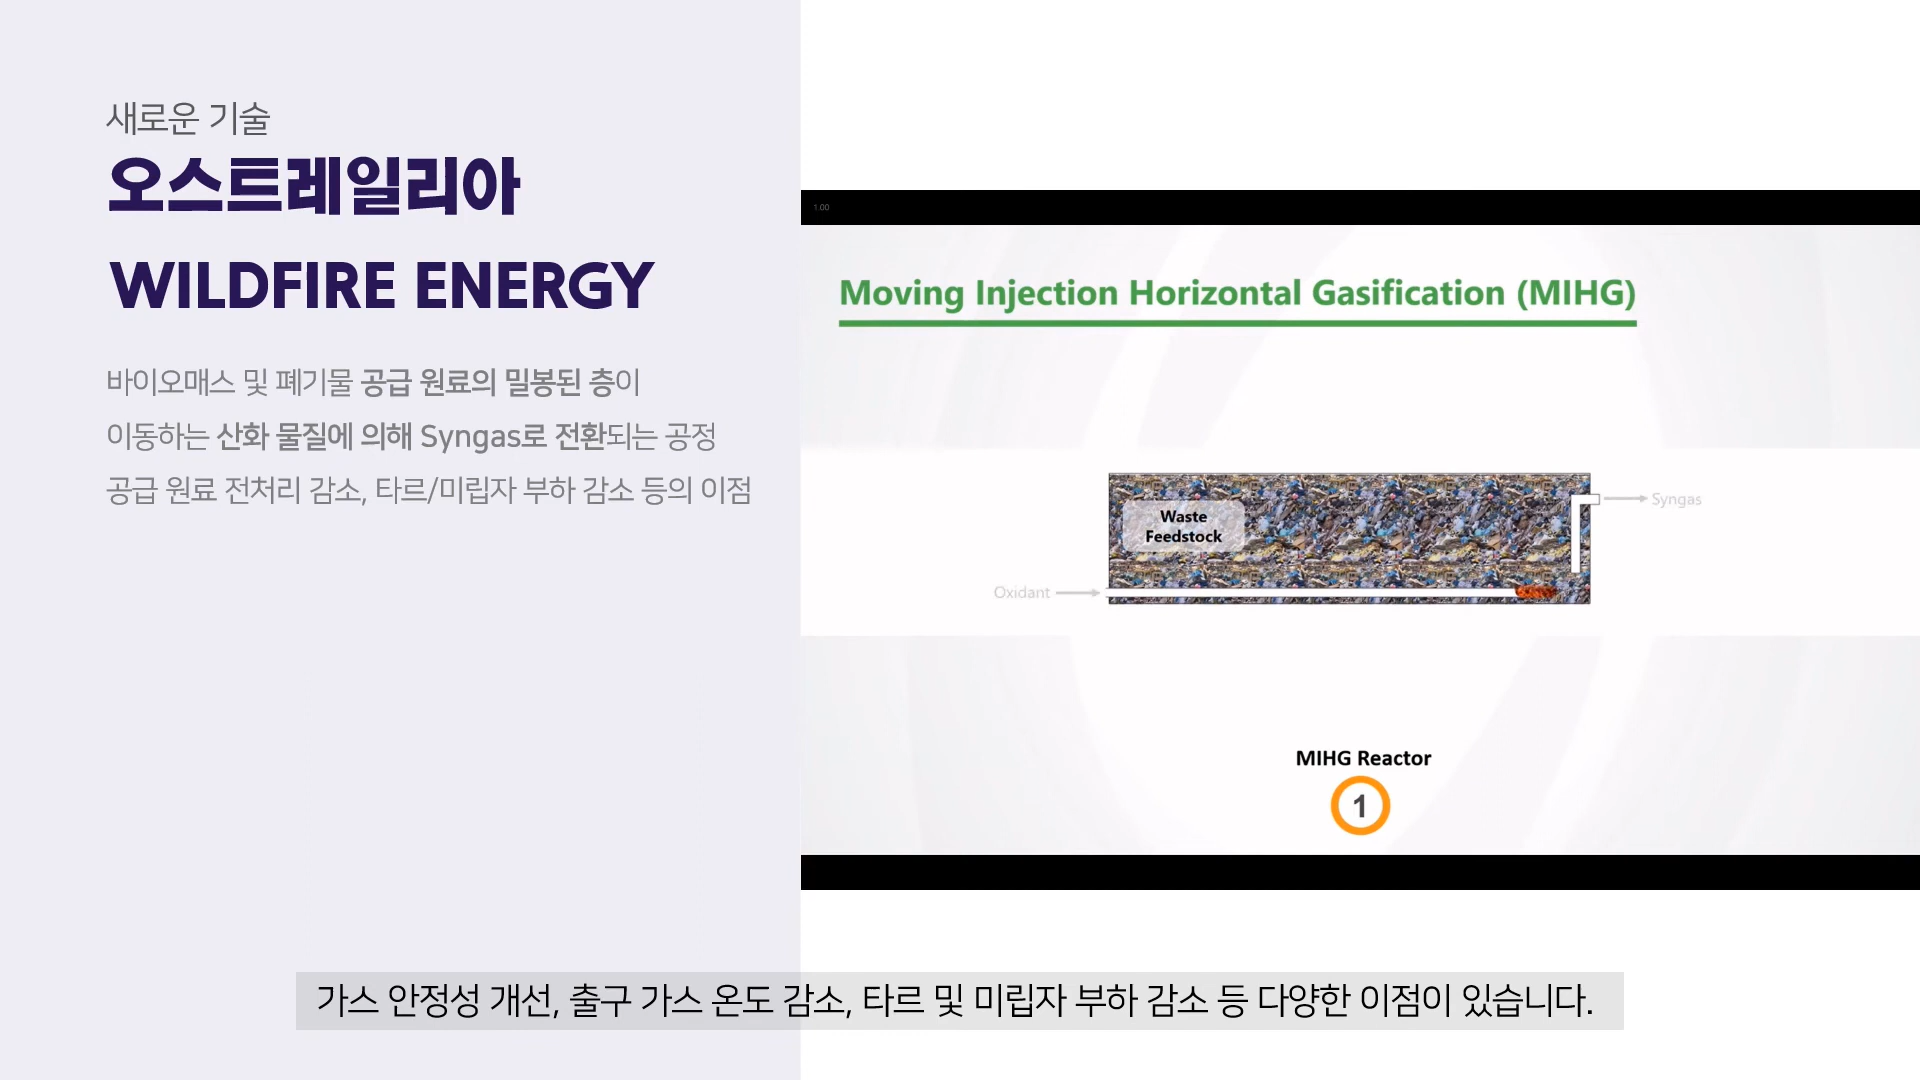 새로운 기술
오스트레일리아
WILDFIRE ENERGY
바이오매스 및 폐기물 공급 원료의 밀봉된 층이
이동하는 산화 물질에 의해 Syngas로 전환되는 공정
공급 원료 전처리 감소, 타르/미립자 부하 감소 등의 이점
1.00
Moving Injection Horizontal Gasification (MIHG)
Waste
Feedstock
Syngas
Oxidant
MIHG Reactor
1
가스 안정성 개선, 출구 가스 온도 감소, 타르 및 미립자 부하 감소 등 다양한 이점이 있습니다.